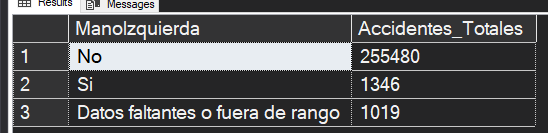 Results Messages
ManoIzquierda Accidentes_Totales
1 No 255480
2 Si 1346
3 Datos faltantes o fuera de rango 1019